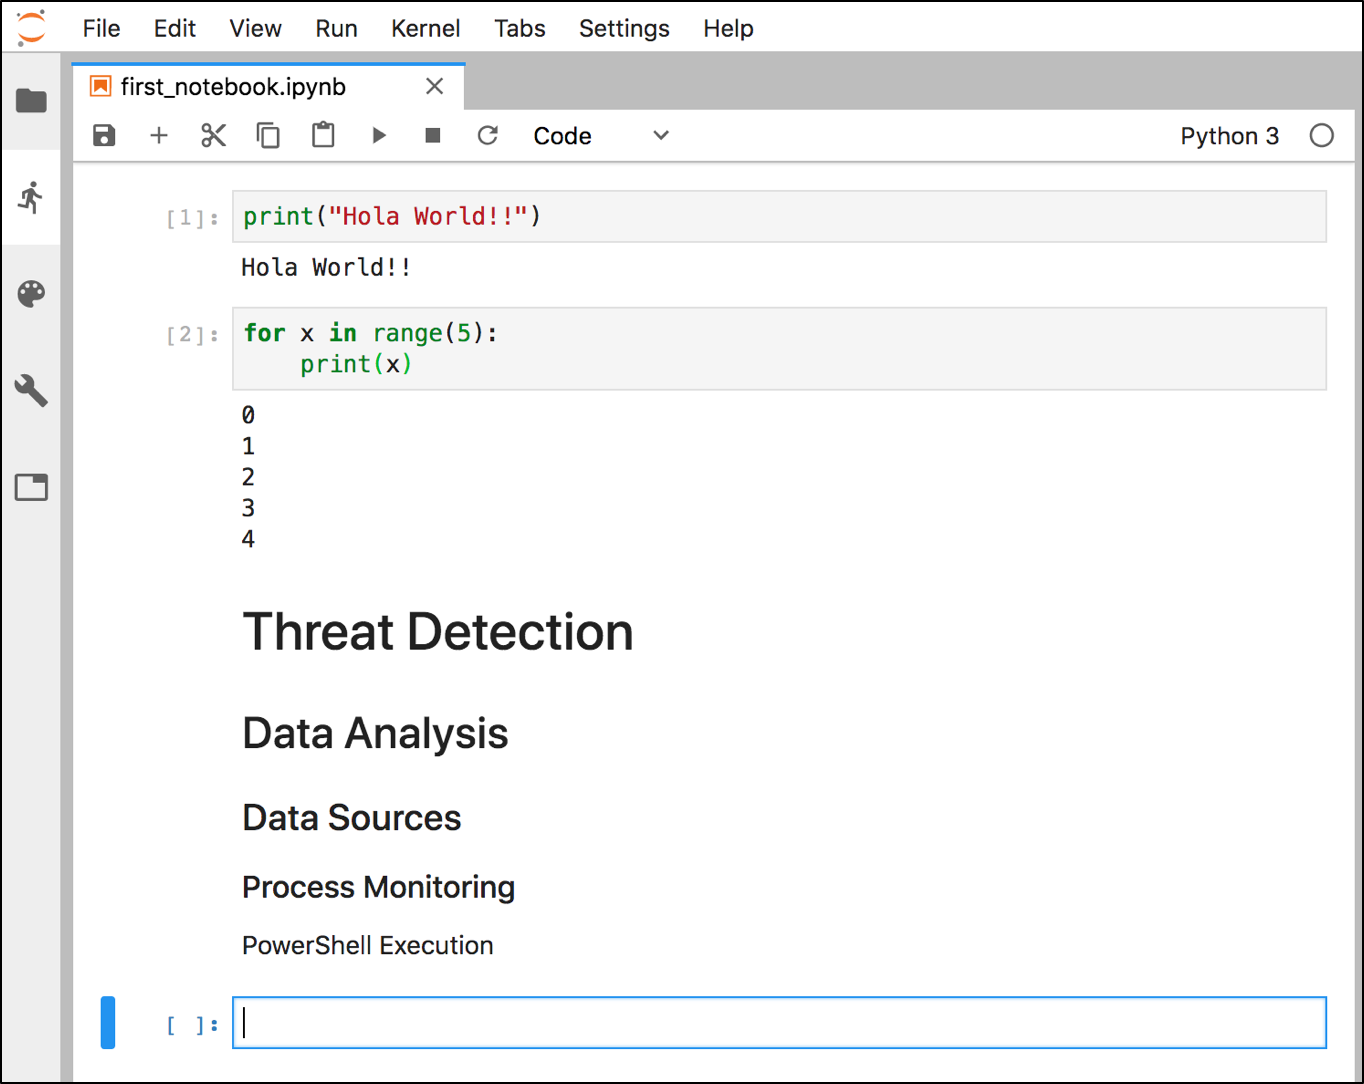 File Edit View Run Kernel Tabs Settings Help
first_notebook.ipynb
Code Python 3
[1]: print("Hola World!!")
Hola World!!
[2]: for x in range(5):
    print(x)
0
1
2
3
4
Threat Detection
Data Analysis
Data Sources
Process Monitoring
PowerShell Execution
[ ]: